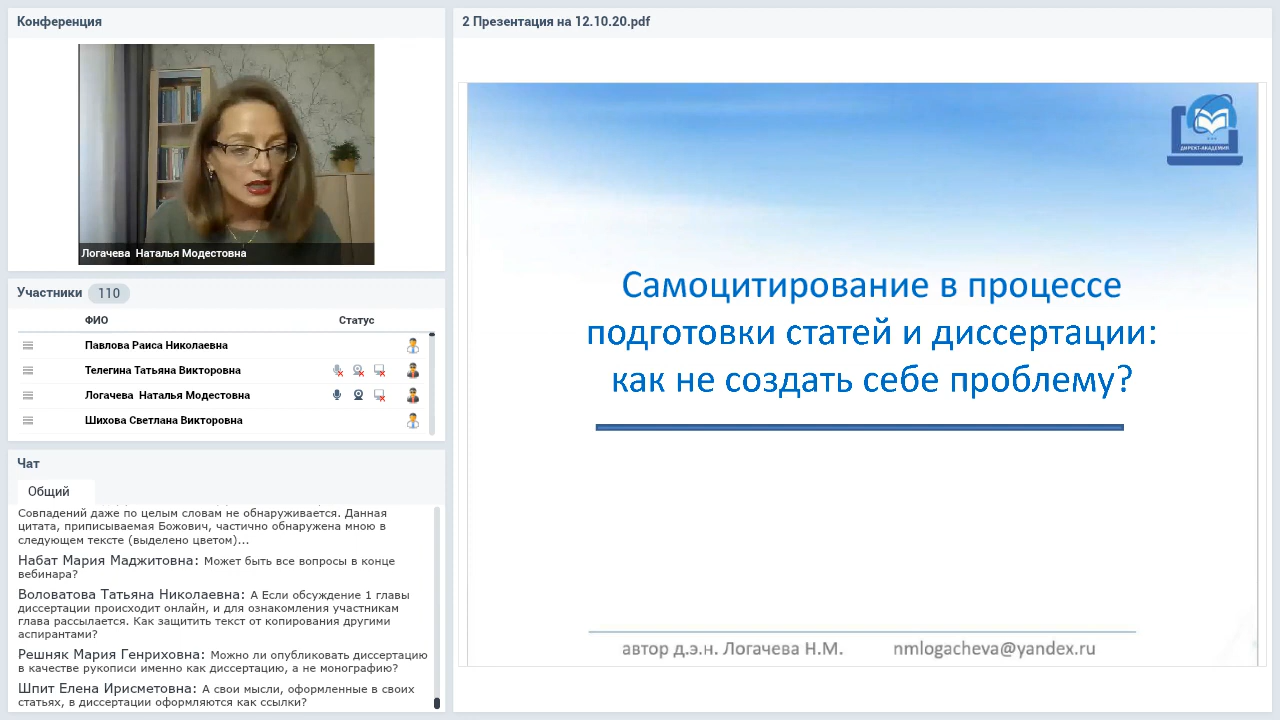 Конференция
Логачева  Наталья Модестовна
Участники 110
ФИО Статус
Павлова Раиса Николаевна
Телегина Татьяна Викторовна
Логачева  Наталья Модестовна
Шихова Светлана Викторовна
Чат
Общий
Совпадений даже по целым словам не обнаруживается. Данная
цитата, приписываемая Божович, частично обнаружена мною в
следующем тексте (выделено цветом)...
Набат Мария Маджитовна: Может быть все вопросы в конце
вебинара?
Воловатова Татьяна Николаевна: А Если обсуждение 1 главы
диссертации происходит онлайн, и для ознакомления участникам
глава рассылается. Как защитить текст от копирования другими
аспирантами?
Решняк Мария Генриховна: Можно ли опубликовать диссертацию
в качестве рукописи именно как диссертацию, а не монографию?
Шпит Елена Ирисметовна: А свои мысли, оформленные в своих
статьях, в диссертации оформляются как ссылки?
2 Презентация на 12.10.20.pdf
ДИРЕКТ-АКАДЕМИЯ
Самоцитирование в процессе
подготовки статей и диссертации:
как не создать себе проблему?
автор д.э.н. Логачева Н.М. nmlogacheva@yandex.ru